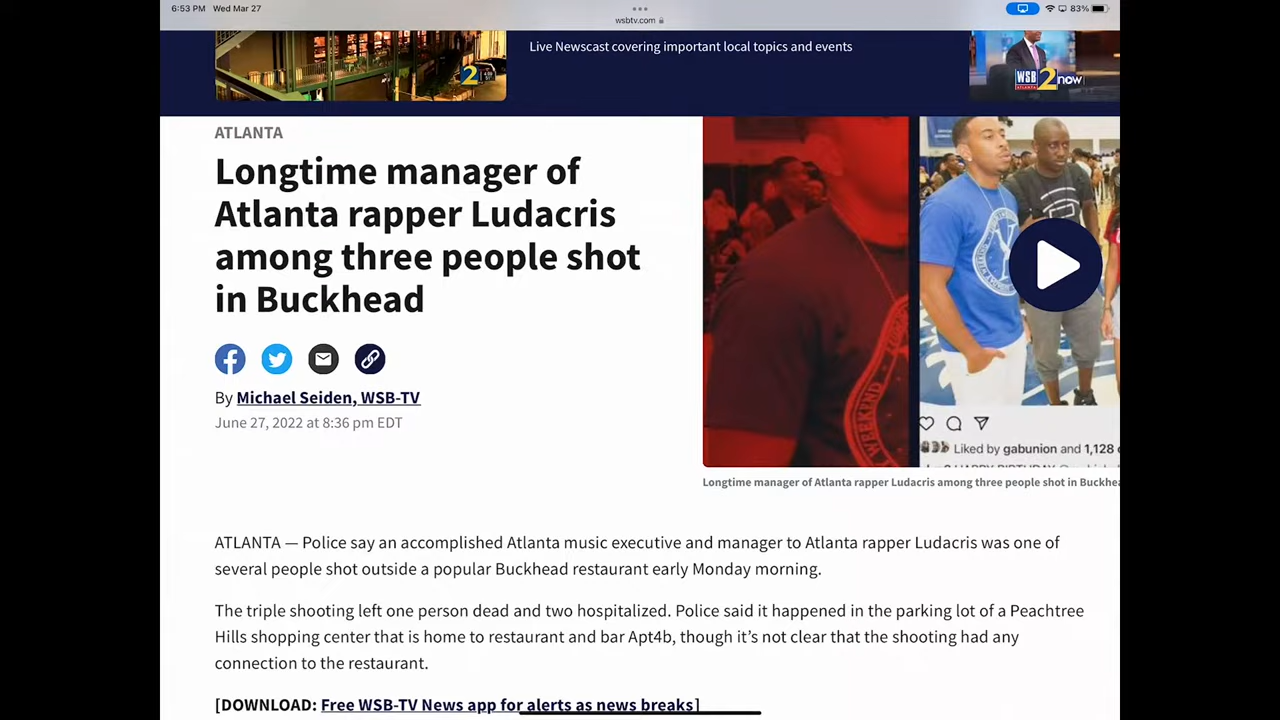 6:53 PM Wed Mar 27
wsbtv.com
83%
Live Newscast covering important local topics and events
2
WSB 2 now
ATLANTA
ATLANTA
Longtime manager of
Atlanta rapper Ludacris
among three people shot
in Buckhead
By Michael Seiden, WSB-TV
June 27, 2022 at 8:36 pm EDT
WEEKEND
Liked by gabunion and 1,128
Longtime manager of Atlanta rapper Ludacris among three people shot in Buckhea
ATLANTA — Police say an accomplished Atlanta music executive and manager to Atlanta rapper Ludacris was one of
several people shot outside a popular Buckhead restaurant early Monday morning.
The triple shooting left one person dead and two hospitalized. Police said it happened in the parking lot of a Peachtree
Hills shopping center that is home to restaurant and bar Apt4b, though it’s not clear that the shooting had any
connection to the restaurant.
[DOWNLOAD: Free WSB-TV News app for alerts as news breaks]